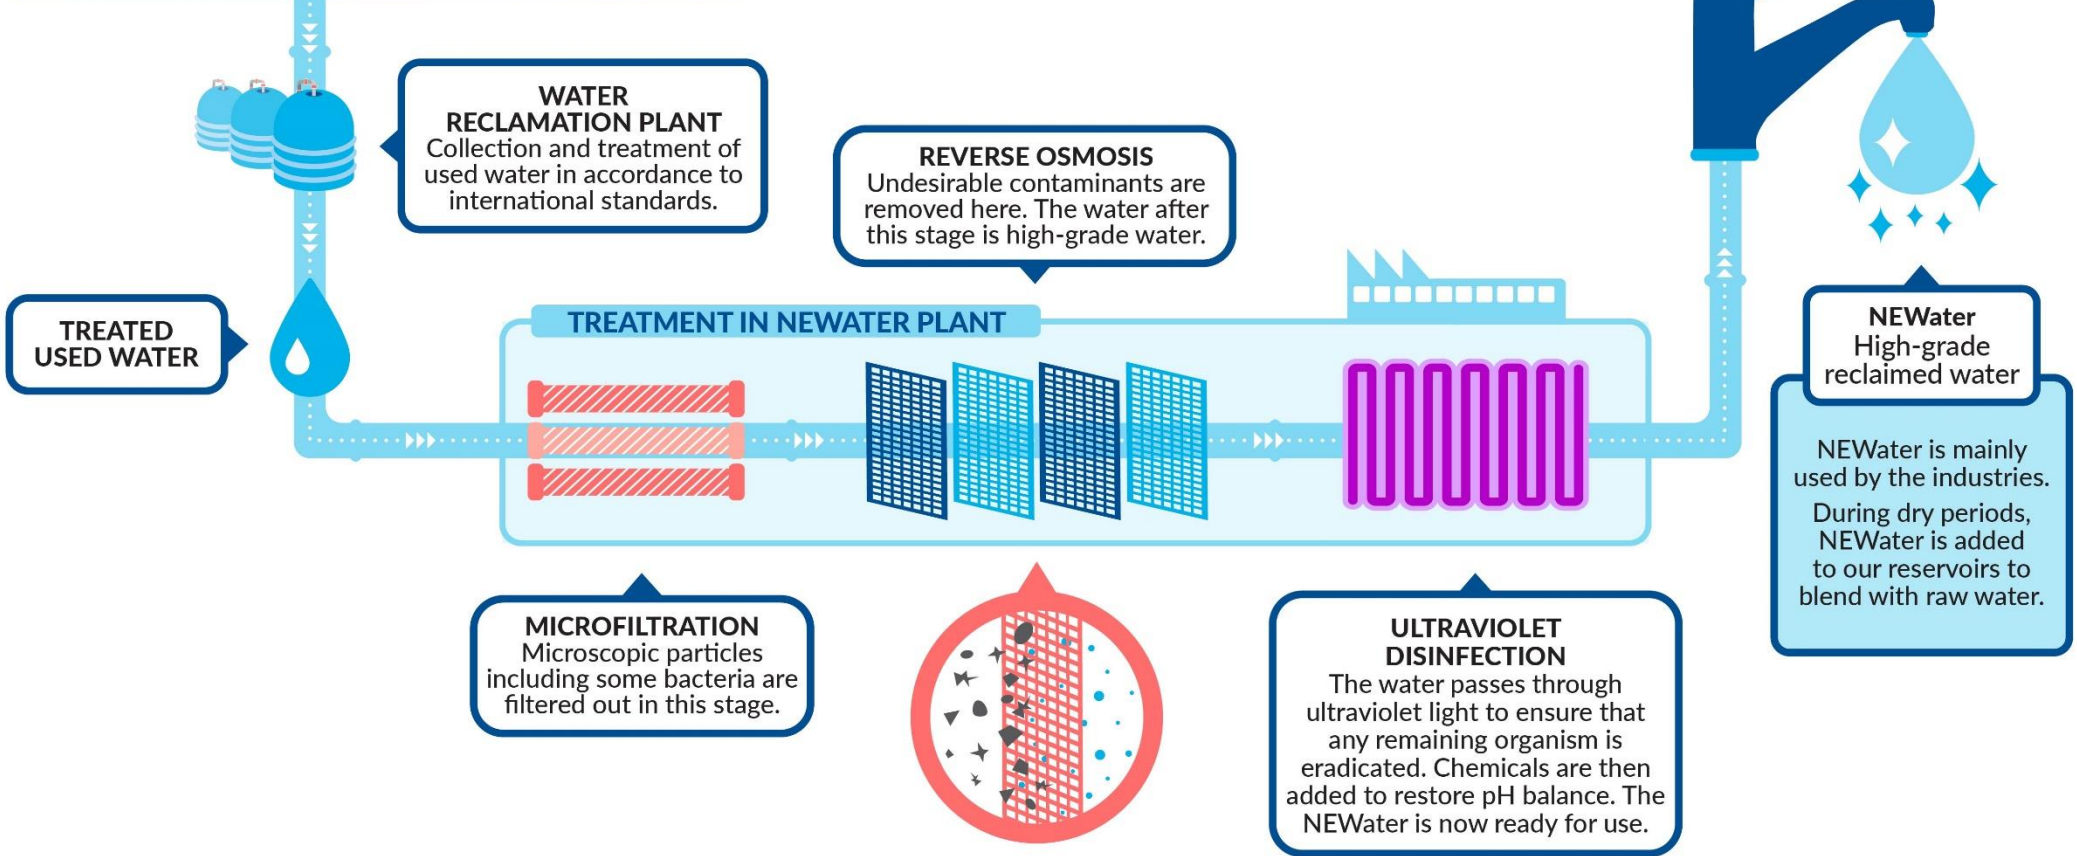 WATER
RECLAMATION PLANT
Collection and treatment of
used water in accordance to
international standards.
TREATED
USED WATER
REVERSE OSMOSIS
Undesirable contaminants are
removed here. The water after
this stage is high-grade water.
TREATMENT IN NEWATER PLANT
MICROFILTRATION
Microscopic particles
including some bacteria are
filtered out in this stage.
ULTRAVIOLET
DISINFECTION
The water passes through
ultraviolet light to ensure that
any remaining organism is
eradicated. Chemicals are then
added to restore pH balance. The
NEWater is now ready for use.
NEWater
High-grade
reclaimed water
NEWater is mainly
used by the industries.
During dry periods,
NEWater is added
to our reservoirs to
blend with raw water.